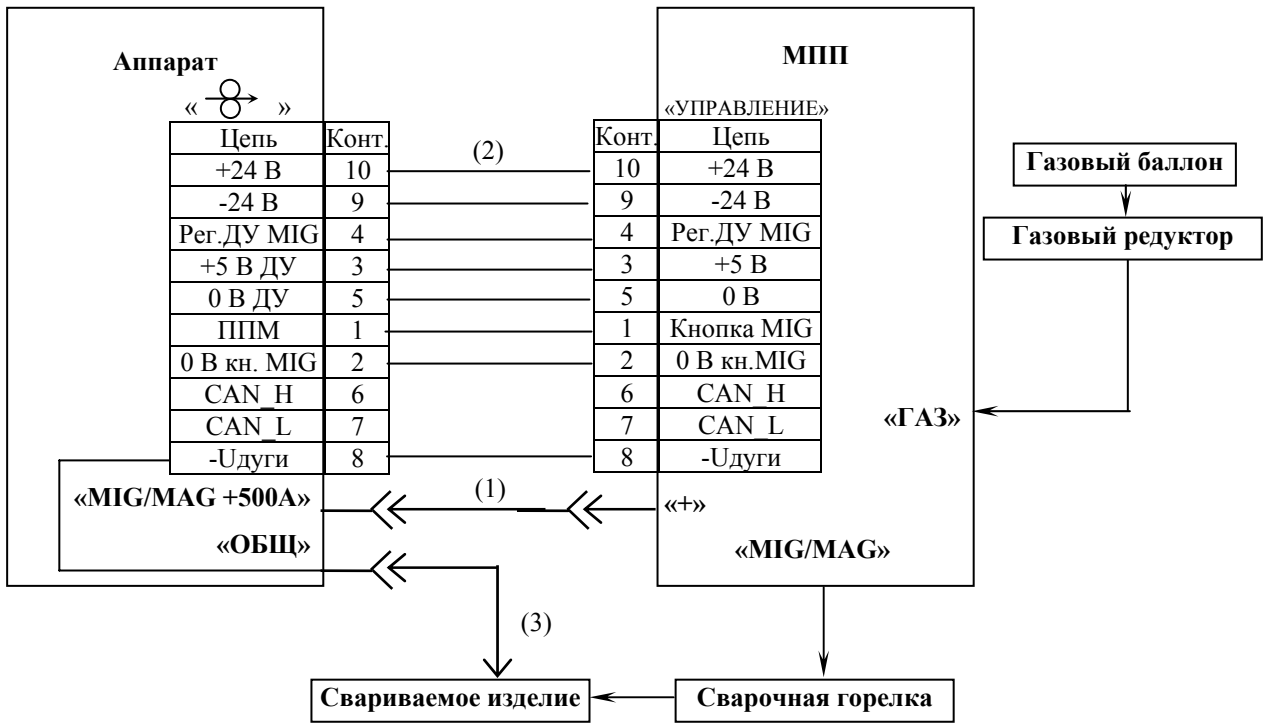 Аппарат
МПП
« »
«УПРАВЛЕНИЕ»
Цепь Конт. (2) Конт. Цепь
+24 В 10 10 +24 В
-24 В 9 9 -24 В
Рег.ДУ MIG 4 4 Рег.ДУ MIG
+5 В ДУ 3 3 +5 В
0 В ДУ 5 5 0 В
ППМ 1 1 Кнопка MIG
0 В кн. MIG 2 2 0 В кн.MIG
CAN_H 6 6 CAN_H
CAN_L 7 7 CAN_L
-Uдуги 8 8 -Uдуги
Газовый баллон
Газовый редуктор
«ГАЗ»
«MIG/MAG +500А» (1) «+»
«ОБЩ»
«MIG/MAG»
(3)
Свариваемое изделие
Сварочная горелка